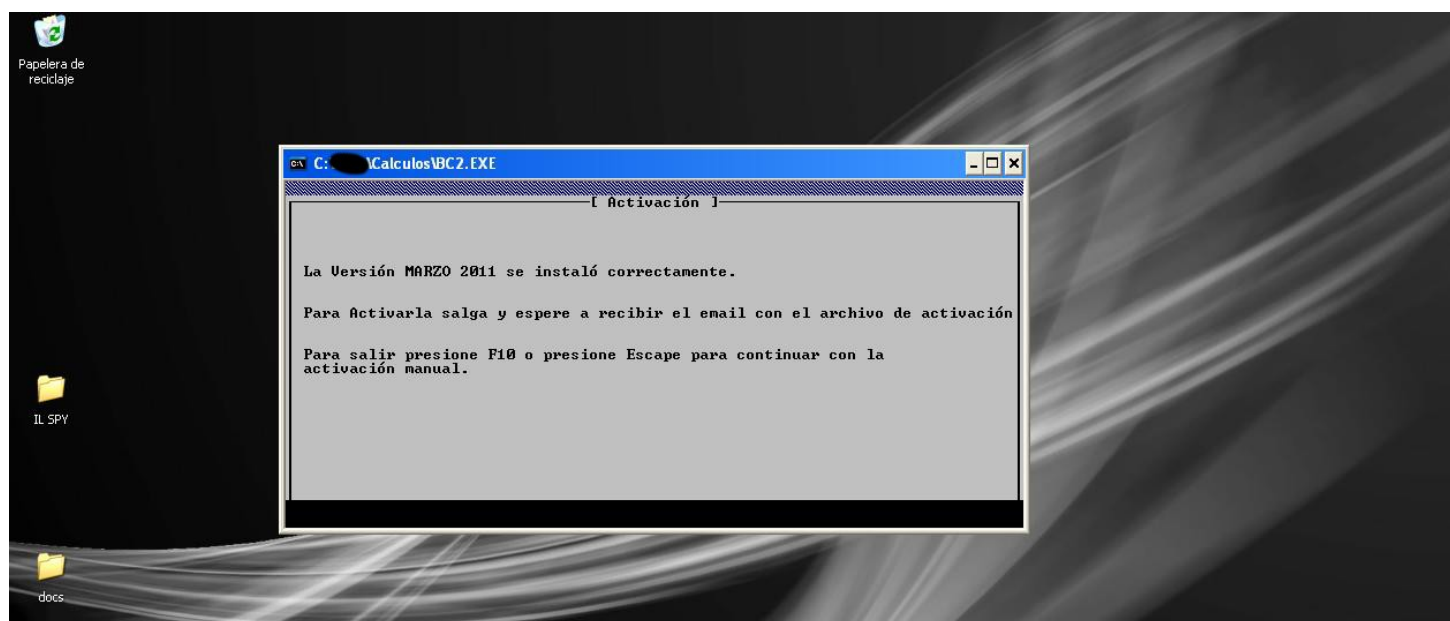 Papelera de
reciclaje
C:\Calculos\BC2.EXE
[ Activación ]
La Versión MARZO 2011 se instaló correctamente.
Para Activarla salga y espere a recibir el email con el archivo de activación
Para salir presione F10 o presione Escape para continuar con la
activación manual.
IL SPY
docs